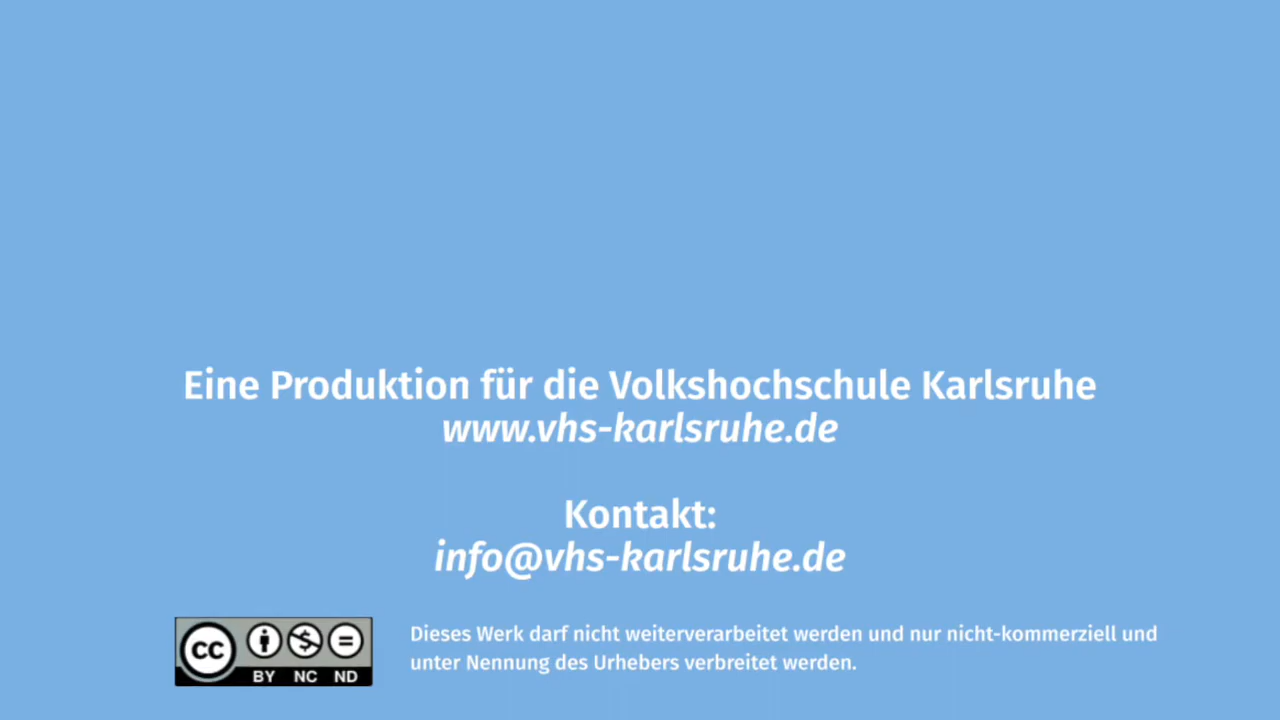 Eine Produktion für die Volkshochschule Karlsruhe
www.vhs-karlsruhe.de
Kontakt:
info@vhs-karlsruhe.de
cc BY NC ND
Dieses Werk darf nicht weiterverarbeitet werden und nur nicht-kommerziell und
unter Nennung des Urhebers verbreitet werden.